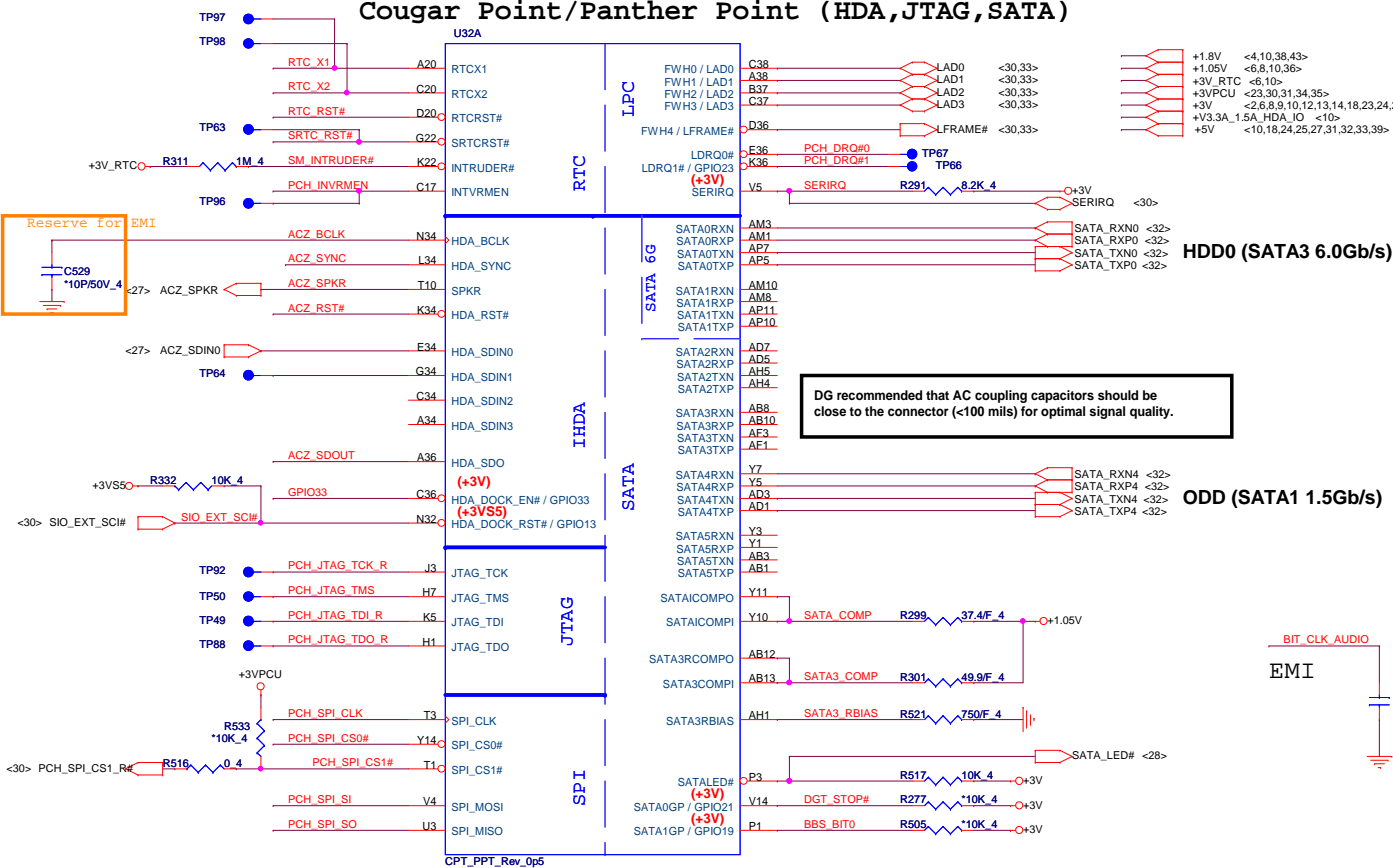 Cougar Point/Panther Point (HDA,JTAG,SATA)
U32A
CPT_PPT_Rev_0p5
TP97
TP98
RTC_X1 A20 RTCX1
RTC_X2 C20 RTCX2
RTC_RST# D20 RTCRST#
TP63 SRTC_RST# G22 SRTCRST#
+3V_RTC R311 1M_4 SM_INTRUDER# K22 INTRUDER#
TP96 PCH_INVRMEN C17 INTVRMEN
RTC
Reserve for EMI
C529
*10P/50V_4
ACZ_BCLK N34 HDA_BCLK
ACZ_SYNC L34 HDA_SYNC
<27> ACZ_SPKR ACZ_SPKR T10 SPKR
ACZ_RST# K34 HDA_RST#
<27> ACZ_SDIN0 E34 HDA_SDIN0
TP64 G34 HDA_SDIN1
C34 HDA_SDIN2
A34 HDA_SDIN3
IHDA
ACZ_SDOUT A36 HDA_SDO
(+3V)
+3VS5 R332 10K_4
GPIO33 C36 HDA_DOCK_EN# / GPIO33
(+3VS5)
<30> SIO_EXT_SCI# SIO_EXT_SCI# N32 HDA_DOCK_RST# / GPIO13
TP92 PCH_JTAG_TCK_R J3 JTAG_TCK
TP50 PCH_JTAG_TMS H7 JTAG_TMS
TP49 PCH_JTAG_TDI_R K5 JTAG_TDI
TP88 PCH_JTAG_TDO_R H1 JTAG_TDO
JTAG
+3VPCU
R533
*10K_4
PCH_SPI_CLK T3 SPI_CLK
PCH_SPI_CS0# Y14 SPI_CS0#
<30> PCH_SPI_CS1_R# R516 0_4 PCH_SPI_CS1# T1 SPI_CS1#
PCH_SPI_SI V4 SPI_MOSI
PCH_SPI_SO U3 SPI_MISO
SPI
LPC
FWH0 / LAD0 C38 LAD0 <30,33>
FWH1 / LAD1 A38 LAD1 <30,33>
FWH2 / LAD2 B37 LAD2 <30,33>
FWH3 / LAD3 C37 LAD3 <30,33>
FWH4 / LFRAME# D36 LFRAME# <30,33>
LDRQ0# E36 PCH_DRQ#0 TP67
LDRQ1# / GPIO23 K36 PCH_DRQ#1 TP66
(+3V)
SERIRQ V5 SERIRQ R291 8.2K_4 +3V
SERIRQ <30>
SATA 6G
SATA0RXN AM3 SATA_RXN0 <32>
SATA0RXP AM1 SATA_RXP0 <32>
SATA0TXN AP7 SATA_TXN0 <32>
SATA0TXP AP5 SATA_TXP0 <32>
HDD0 (SATA3 6.0Gb/s)
SATA1RXN AM10
SATA1RXP AM8
SATA1TXN AP11
SATA1TXP AP10
SATA2RXN AD7
SATA2RXP AD5
SATA2TXN AH5
SATA2TXP AH4
SATA3RXN AB8
SATA3RXP AB10
SATA3TXN AF3
SATA3TXP AF1
DG recommended that AC coupling capacitors should be
close to the connector (<100 mils) for optimal signal quality.
SATA
SATA4RXN Y7 SATA_RXN4 <32>
SATA4RXP Y5 SATA_RXP4 <32>
SATA4TXN AD3 SATA_TXN4 <32>
SATA4TXP AD1 SATA_TXP4 <32>
ODD (SATA1 1.5Gb/s)
SATA5RXN Y3
SATA5RXP Y1
SATA5TXN AB3
SATA5TXP AB1
SATAICOMPO Y11
SATAICOMPI Y10 SATA_COMP R299 37.4/F_4 +1.05V
SATA3RCOMPO AB12
SATA3COMPI AB13 SATA3_COMP R301 49.9/F_4
SATA3RBIAS AH1 SATA3_RBIAS R521 750/F_4
SATA_LED# <28>
SATALED# P3 R517 10K_4 +3V
(+3V)
SATA0GP / GPIO21 V14 DGT_STOP# R277 *10K_4 +3V
(+3V)
SATA1GP / GPIO19 P1 BBS_BIT0 R505 *10K_4 +3V
+1.8V <4,10,38,43>
+1.05V <6,8,10,36>
+3V_RTC <6,10>
+3VPCU <23,30,31,34,35>
+3V <2,6,8,9,10,12,13,14,18,23,24,
+V3.3A_1.5A_HDA_IO <10>
+5V <10,18,24,25,27,31,32,33,39>
BIT_CLK_AUDIO
EMI